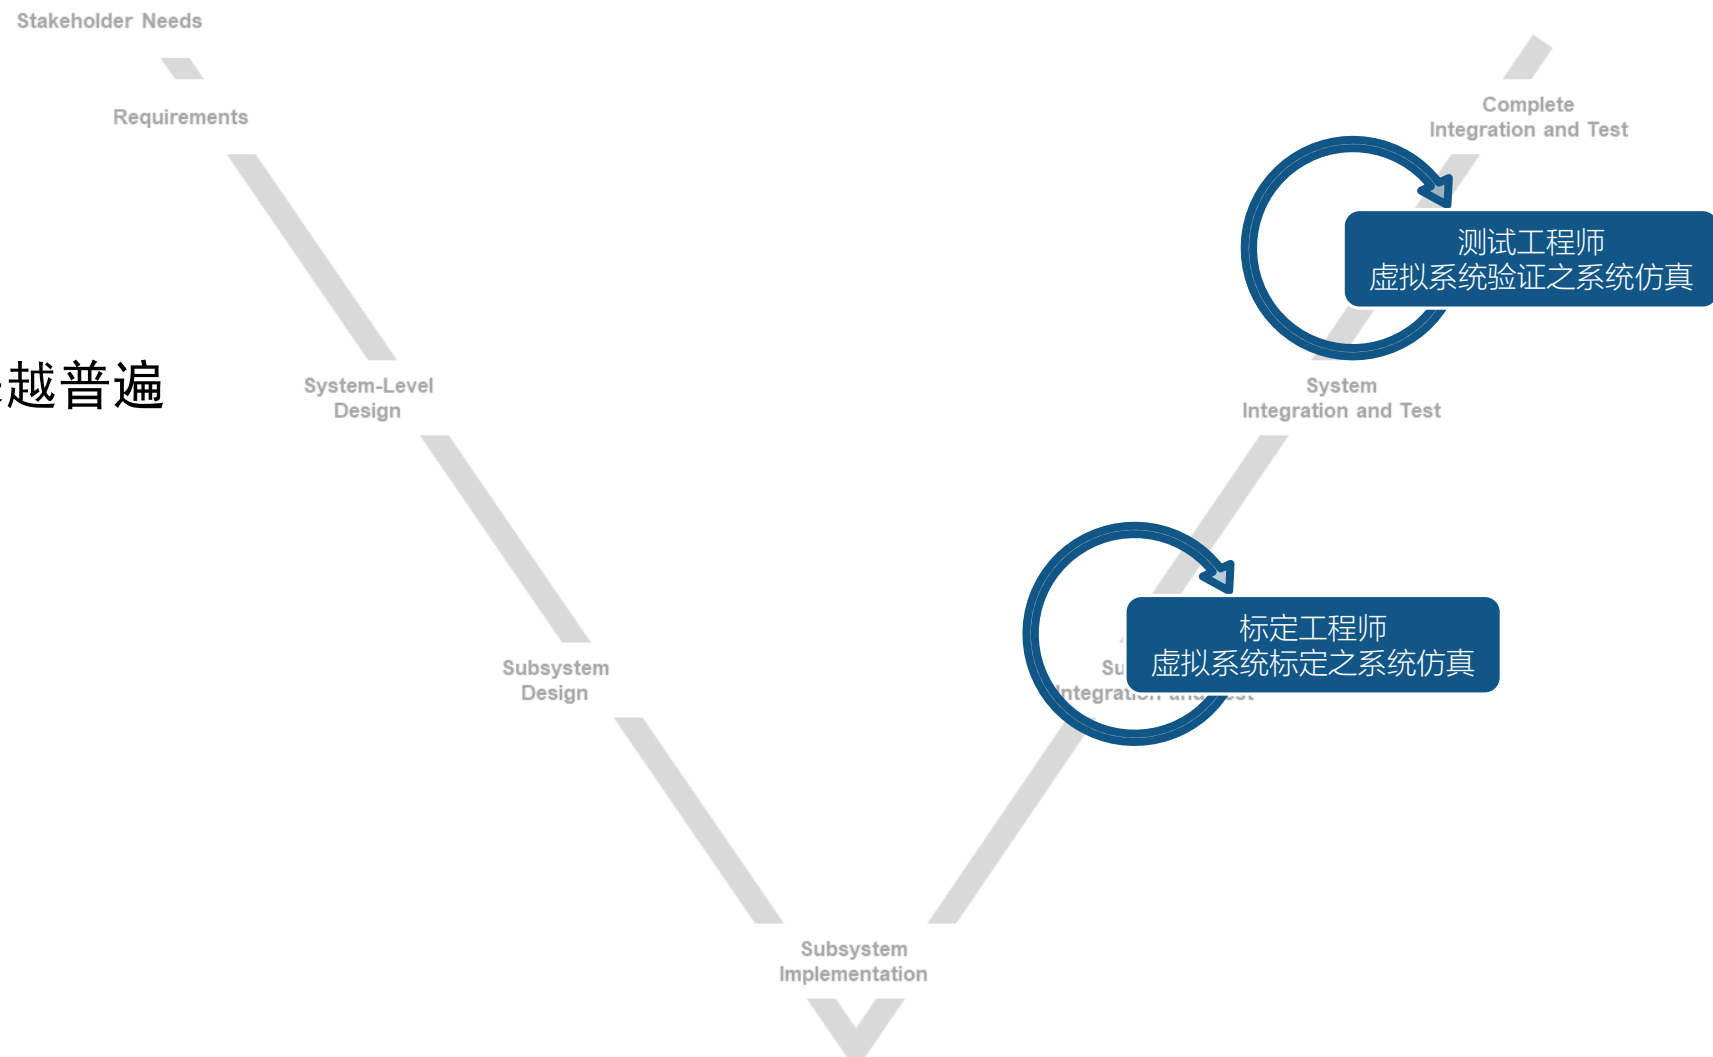 Stakeholder Needs
Requirements
Complete
Integration and Test
测试工程师
虚拟系统验证之系统仿真
越普遍
System-Level
Design
System
Integration and Test
标定工程师
虚拟系统标定之系统仿真
Subsystem
Design
Integration and
Subsystem
Implementation